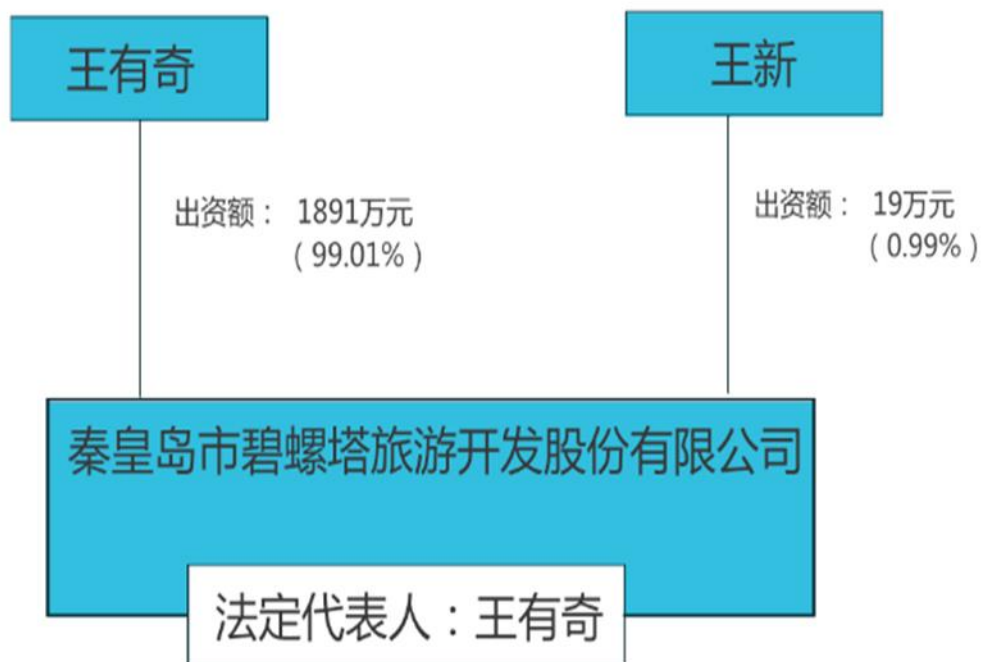 王有奇
王新
出资额： 1891万元
（99.01%）
出资额： 19万元
（0.99%）
秦皇岛市碧螺塔旅游开发股份有限公司
法定代表人：王有奇